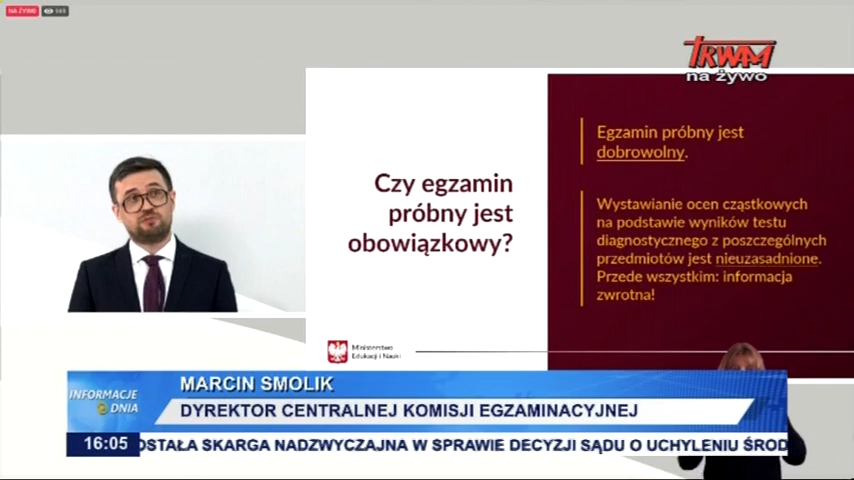 NA ŻYWO
TRWAM
na żywo
Czy egzamin
próbny jest
obowiązkowy?
Egzamin próbny jest
dobrowolny.
Wystawianie ocen cząstkowych
na podstawie wyników testu
diagnostycznego z poszczególnych
przedmiotów jest nieuzasadnione.
Przede wszystkim: informacja
zwrotna!
Ministerstwo
Edukacji i Nauki
INFORMACJE
DNIA
MARCIN SMOLIK
DYREKTOR CENTRALNEJ KOMISJI EGZAMINACYJNEJ
16:05
OSTAŁA SKARGA NADZWYCZAJNA W SPRAWIE DECYZJI SĄDU O UCHYLENIU ŚROD